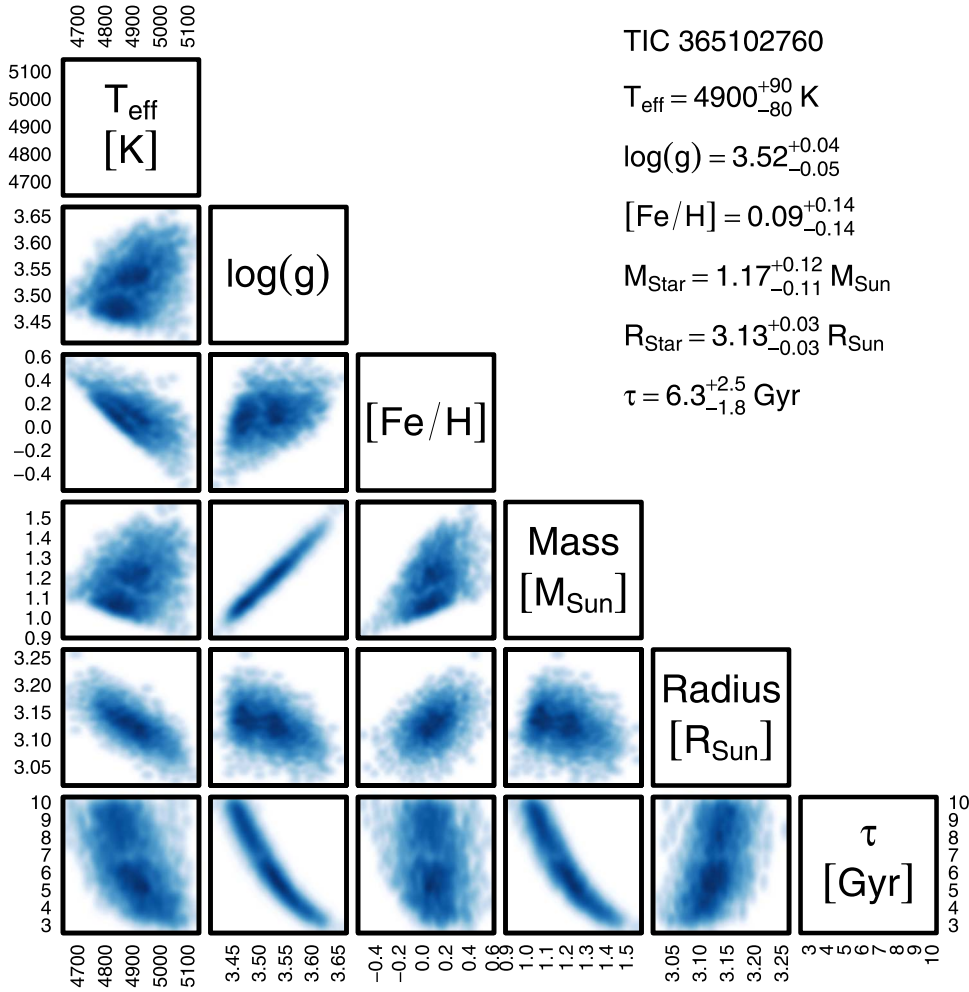 4700 4800 4900 5000 5100
TIC 365102760
T_eff = 4900 +90 −80 K
log(g) = 3.52 +0.04 −0.05
[Fe/H] = 0.09 +0.14 −0.14
M_Star = 1.17 +0.12 −0.11 M_Sun
R_Star = 3.13 +0.03 −0.03 R_Sun
τ = 6.3 +2.5 −1.8 Gyr
5100
5000
4900
4800
4700
T_eff
[K]
3.65
3.60
3.55
3.50
3.45
log(g)
0.6
0.4
0.2
0.0
−0.2
−0.4
[Fe/H]
1.5
1.4
1.3
1.2
1.1
1.0
0.9
Mass
[M_Sun]
3.25
3.20
3.15
3.10
3.05
Radius
[R_Sun]
10
9
8
7
6
5
4
3
τ
[Gyr]
10
9
8
7
6
5
4
3
4700 4800 4900 5000 5100
3.45 3.50 3.55 3.60 3.65
−0.4 −0.2 0.0 0.2 0.4 0.6
0.9 1.0 1.1 1.2 1.3 1.4 1.5
3.05 3.10 3.15 3.20 3.25
3 4 5 6 7 8 9 10